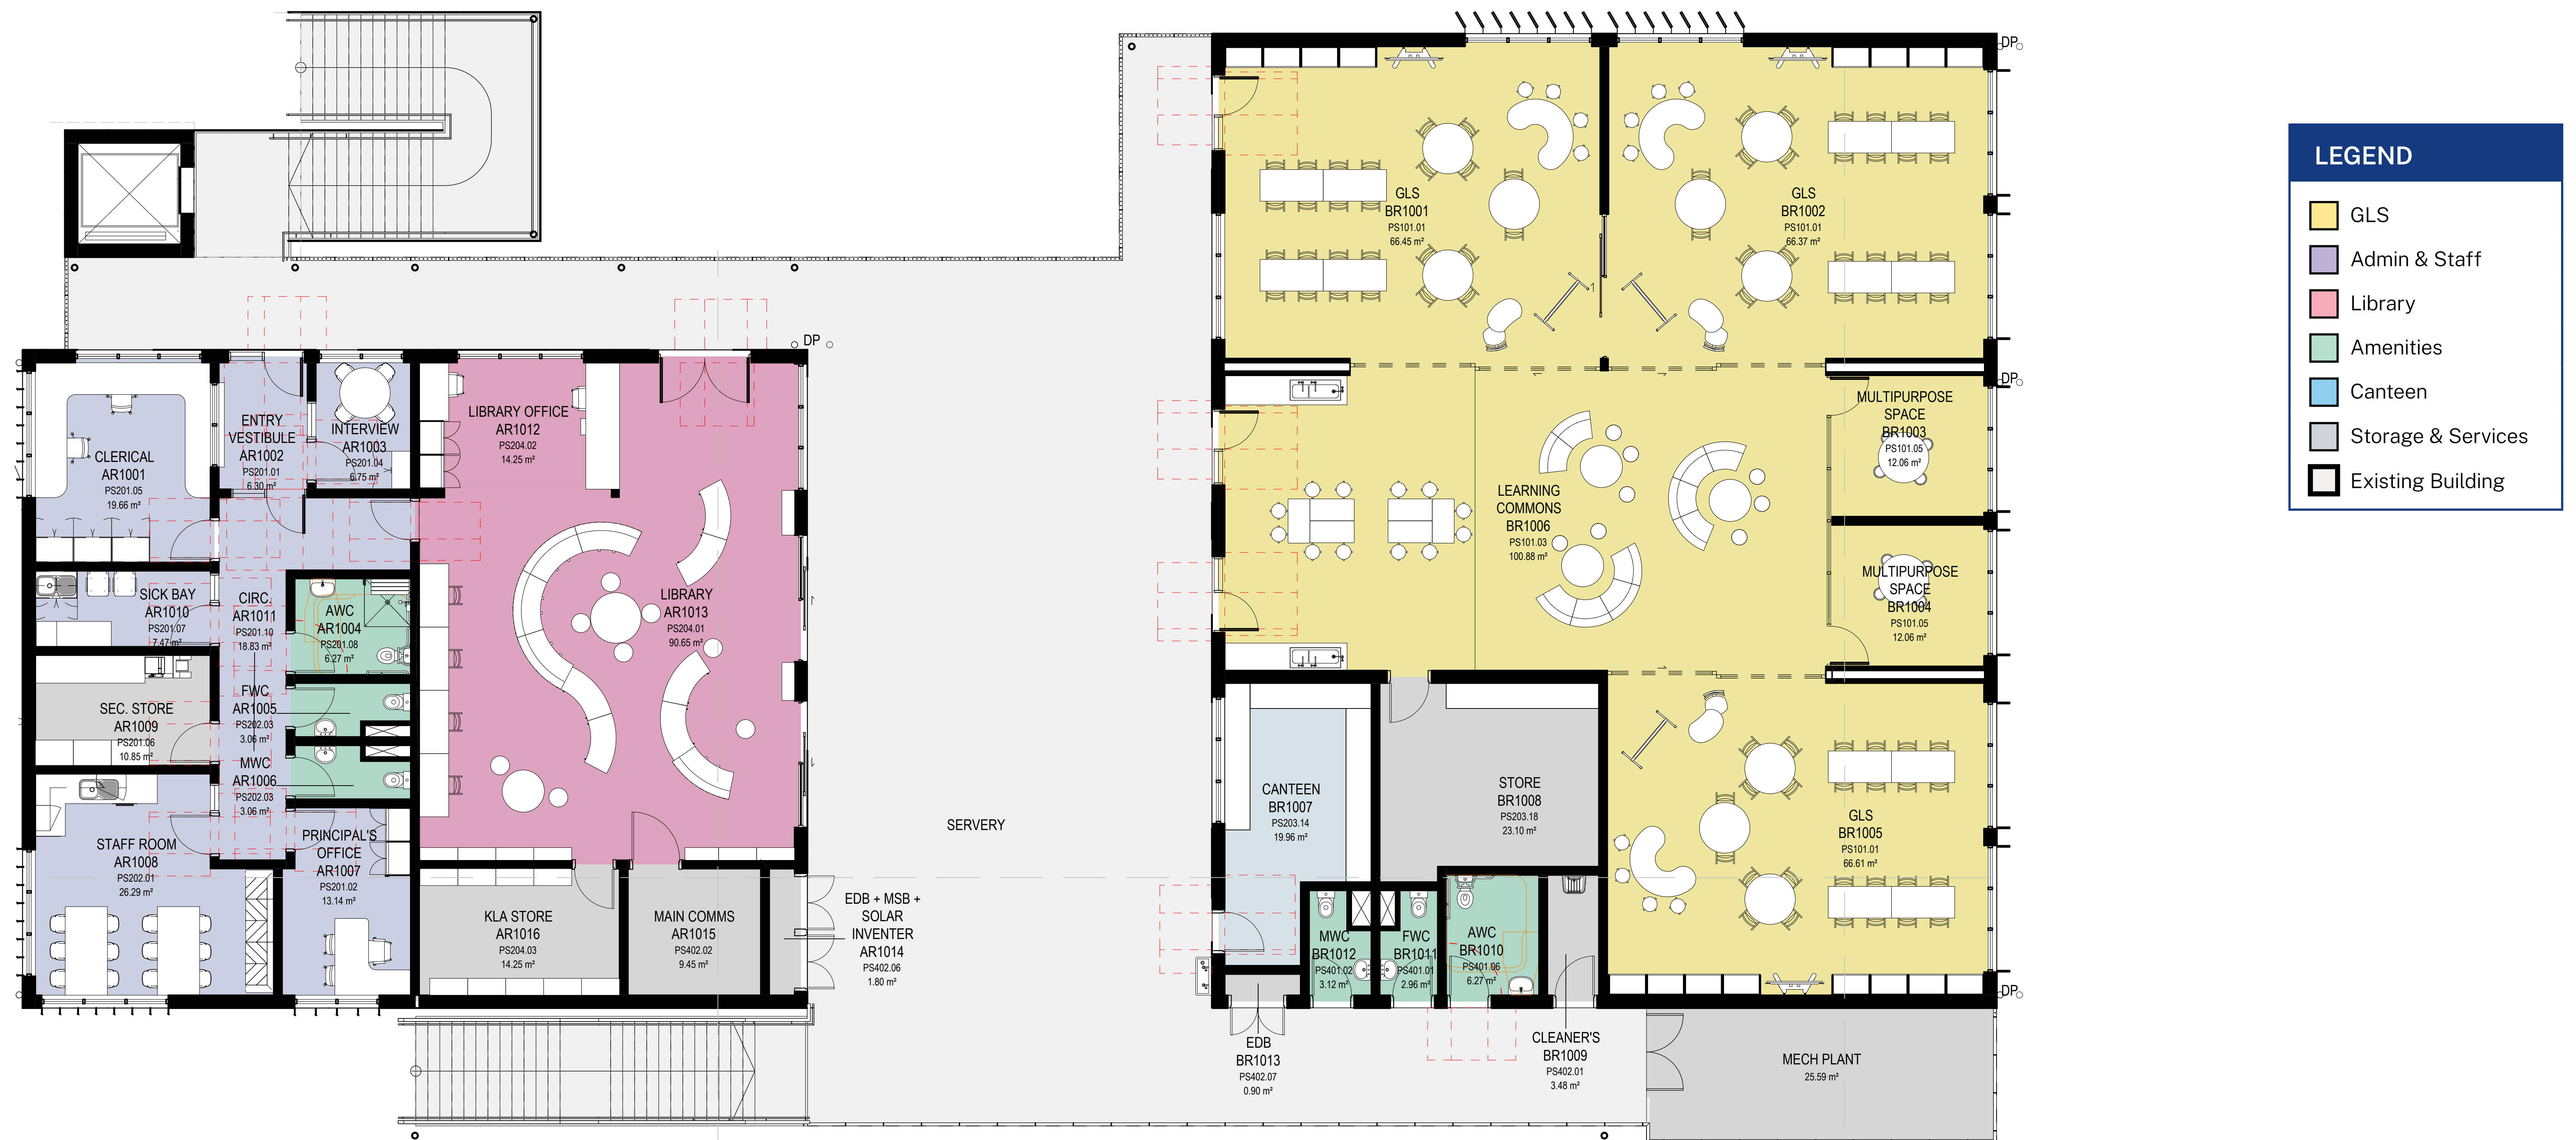 DP
GLS
BR1001
PS101.01
66.45 m²
GLS
BR1002
PS101.01
66.37 m²
LEGEND
GLS
Admin & Staff
Library
Amenities
Canteen
Storage & Services
Existing Building
DP
CLERICAL
AR1001
PS201.05
19.66 m²
ENTRY
VESTIBULE
AR1002
PS201.01
6.30 m²
INTERVIEW
AR1003
PS201.04
6.75 m²
LIBRARY OFFICE
AR1012
PS204.02
14.25 m²
DP
MULTIPURPOSE
SPACE
BR1003
PS101.05
12.06 m²
LEARNING
COMMONS
BR1006
PS101.03
100.88 m²
MULTIPURPOSE
SPACE
BR1004
PS101.05
12.06 m²
SICK BAY
AR1010
PS201.07
7.47 m²
CIRC.
AR1011
PS201.10
18.83 m²
AWC
AR1004
PS201.08
6.27 m²
LIBRARY
AR1013
PS204.01
90.65 m²
SEC. STORE
AR1009
PS201.06
10.85 m²
FWC
AR1005
PS202.03
3.06 m²
MWC
AR1006
PS202.03
3.06 m²
STAFF ROOM
AR1008
PS202.01
26.29 m²
PRINCIPAL'S
OFFICE
AR1007
PS201.02
13.14 m²
SERVERY
CANTEEN
BR1007
PS203.14
19.96 m²
STORE
BR1008
PS203.18
23.10 m²
GLS
BR1005
PS101.01
66.61 m²
KLA STORE
AR1016
PS204.03
14.25 m²
MAIN COMMS
AR1015
PS402.02
9.45 m²
EDB + MSB +
SOLAR
INVENTER
AR1014
PS402.06
1.80 m²
MWC
BR1012
PS401.02
3.12 m²
FWC
BR1011
PS401.01
2.96 m²
AWC
BR1010
PS401.06
6.27 m²
DP
EDB
BR1013
PS402.07
0.90 m²
CLEANER'S
BR1009
PS402.01
3.48 m²
MECH PLANT
25.59 m²